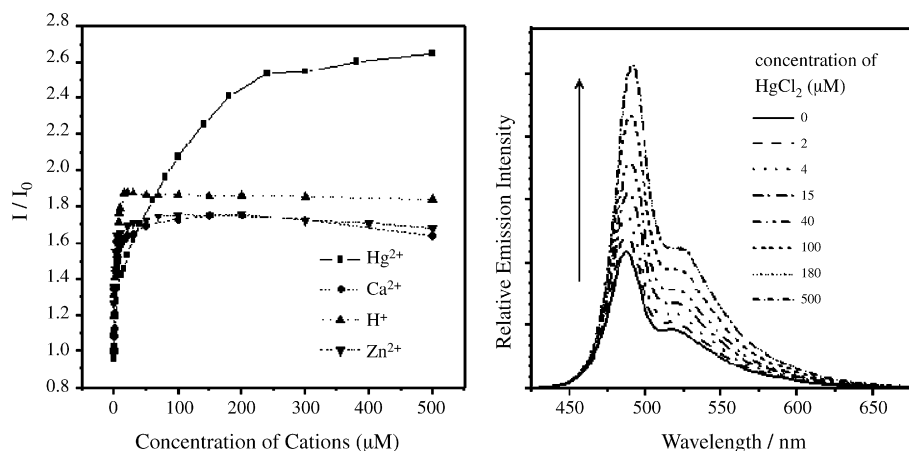 2.8
2.6
2.4
2.2
2.0
1.8
1.6
1.4
1.2
1.0
0.8
I / I₀
Hg²⁺
Ca²⁺
H⁺
Zn²⁺
0 100 200 300 400 500
Concentration of Cations (μM)
Relative Emission Intensity
concentration of
HgCl₂ (μM)
0
2
4
15
40
100
180
500
450 500 550 600 650
Wavelength / nm